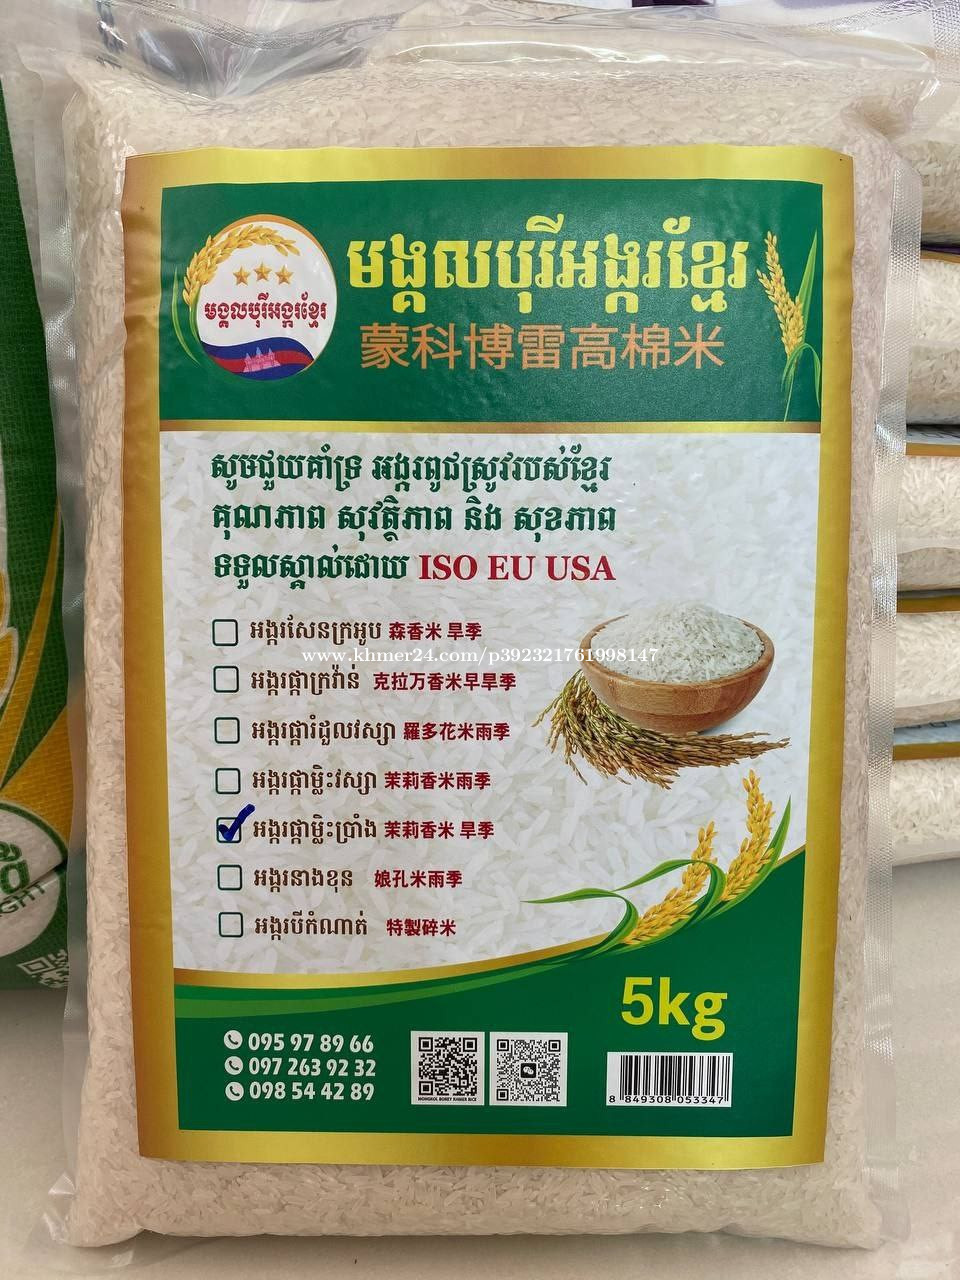 មង្គលបុរីអង្ករខ្មែរ
មង្គលបុរីអង្ករខ្មែរ
蒙科博雷高棉米
សូមជួយគាំទ្រ អង្ករពូជស្រូវរបស់ខ្មែរ
គុណភាព សុវត្ថិភាព និង សុខភាព
ទទួលស្គាល់ដោយ ISO EU USA
អង្ករសែនក្រអូប 森香米 旱季
www.khmer24.com/p392321761998147
អង្ករផ្កាក្រវ៉ាន់ 克拉万香米早旱季
អង្ករផ្ការំដួលវស្សា 羅多花米雨季
អង្ករផ្កាម្លិះវស្សា 茉莉香米雨季
អង្ករផ្កាម្លិះប្រាំង 茉莉香米 旱季
អង្ករនាងខុន 娘孔米雨季
អង្ករបីកំណាត់ 特製碎米
5kg
095 97 89 66
097 263 92 32
098 54 42 89
MONGKOL BOREY KHMER RICE
8 849308 053347